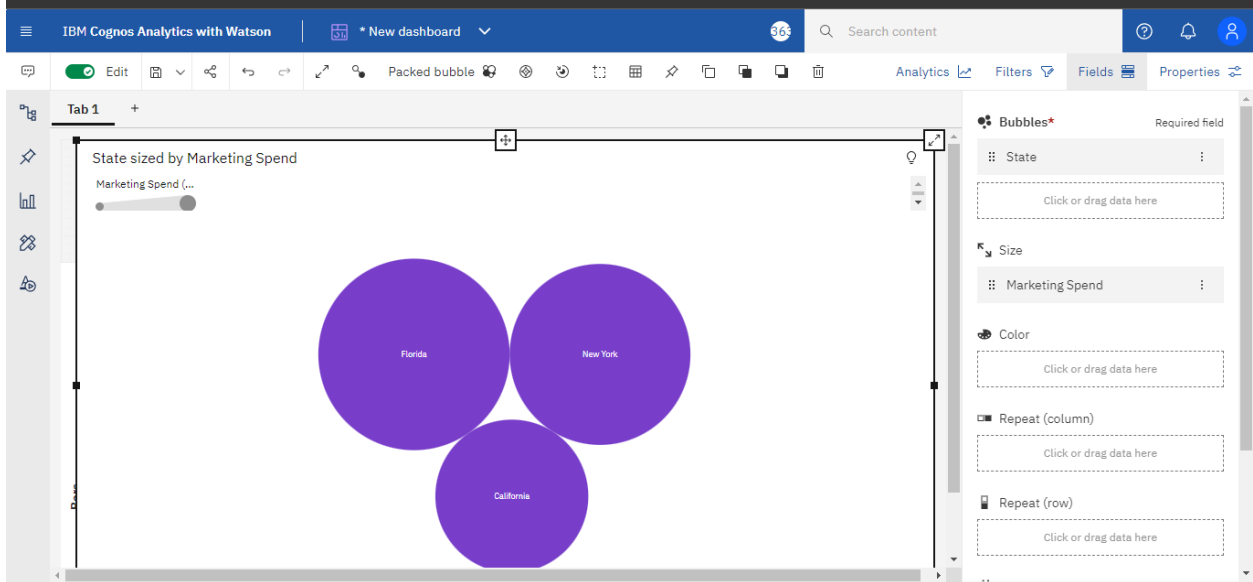 IBM Cognos Analytics with Watson
* New dashboard
363
Search content
Edit
Packed bubble
Analytics
Filters
Fields
Properties
Tab 1
+
State sized by Marketing Spend
Marketing Spend (...
Florida
New York
California
Bubbles*
Required field
State
Click or drag data here
Size
Marketing Spend
Color
Click or drag data here
Repeat (column)
Click or drag data here
Repeat (row)
Click or drag data here